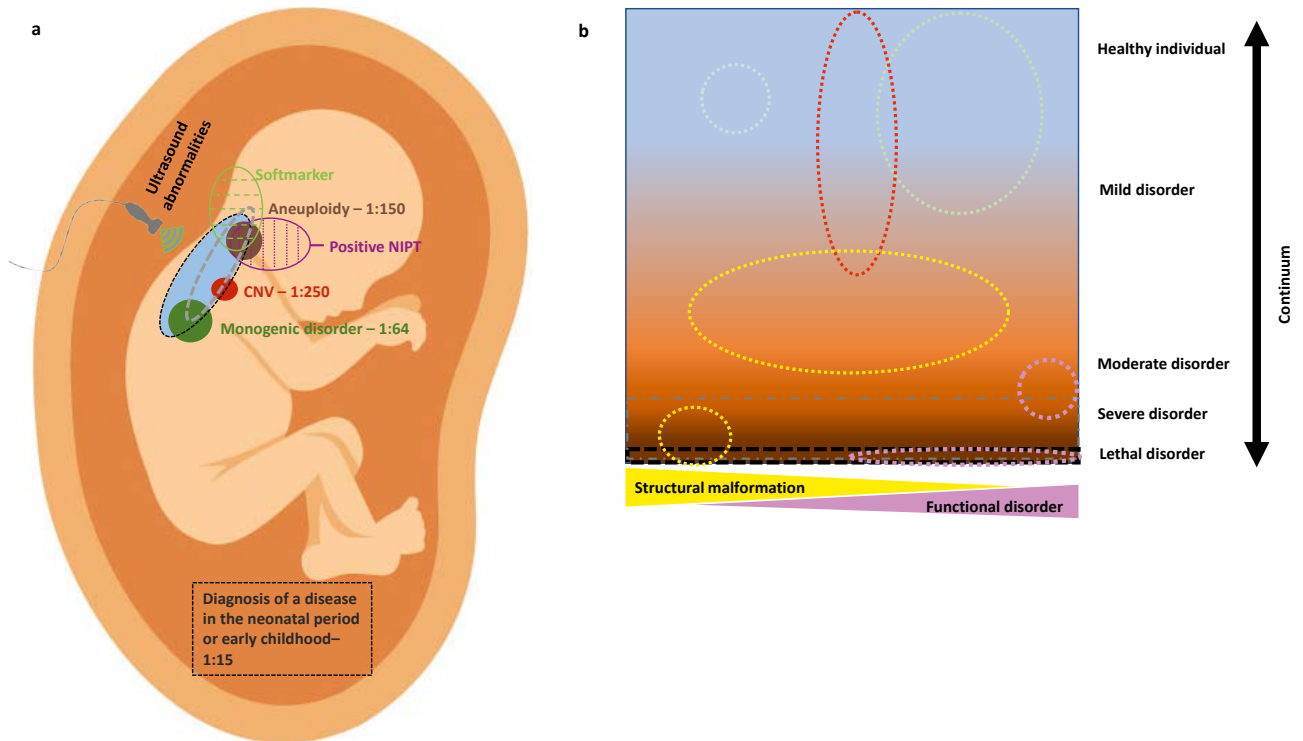 a
Ultrasound
abnormalities
Softmarker
Aneuploidy – 1:150
Positive NIPT
CNV – 1:250
Monogenic disorder – 1:64
Diagnosis of a disease
in the neonatal period
or early childhood–
1:15
b
Healthy individual
Mild disorder
Moderate disorder
Severe disorder
Lethal disorder
Continuum
Structural malformation
Functional disorder